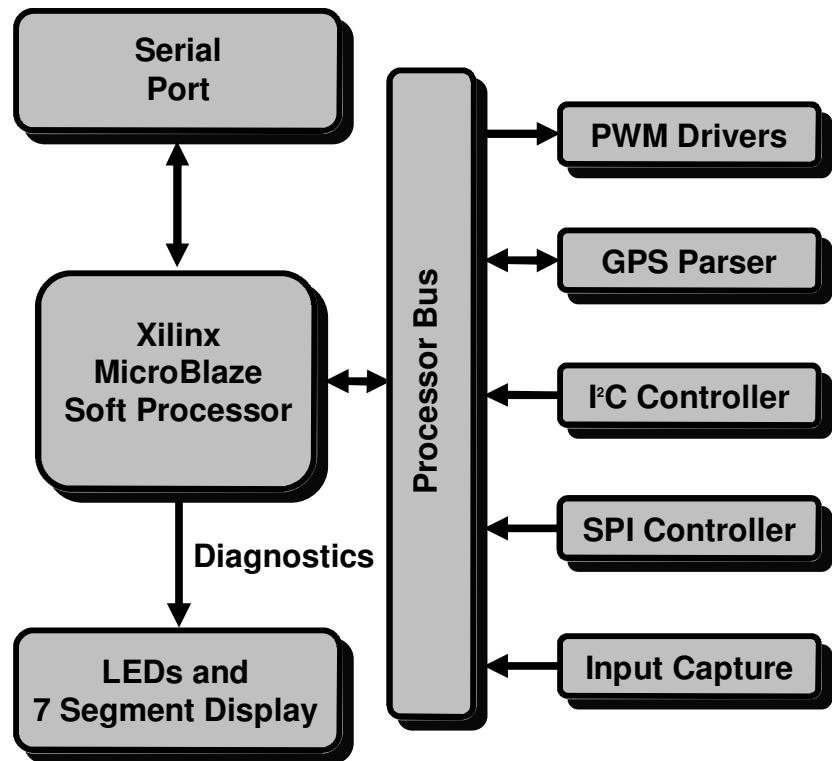 Serial
Port
Xilinx
MicroBlaze
Soft Processor
Diagnostics
LEDs and
7 Segment Display
Processor Bus
PWM Drivers
GPS Parser
I²C Controller
SPI Controller
Input Capture